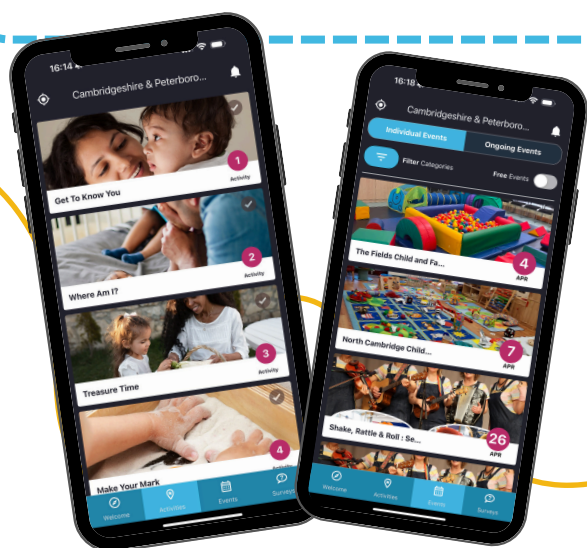 16:14
Cambridgeshire & Peterboro...
1
Activity
Get To Know You
2
Activity
Where Am I?
3
Activity
Treasure Time
4
Activity
Make Your Mark
Welcome
Activities
Events
Surveys
16:18
Cambridgeshire & Peterboro...
Individual Events
Ongoing Events
Filter Categories
Free Events
4
APR
The Fields Child and Fa...
7
APR
North Cambridge Child...
26
APR
Shake, Rattle & Roll : Se...
Welcome
Activities
Events
Surveys